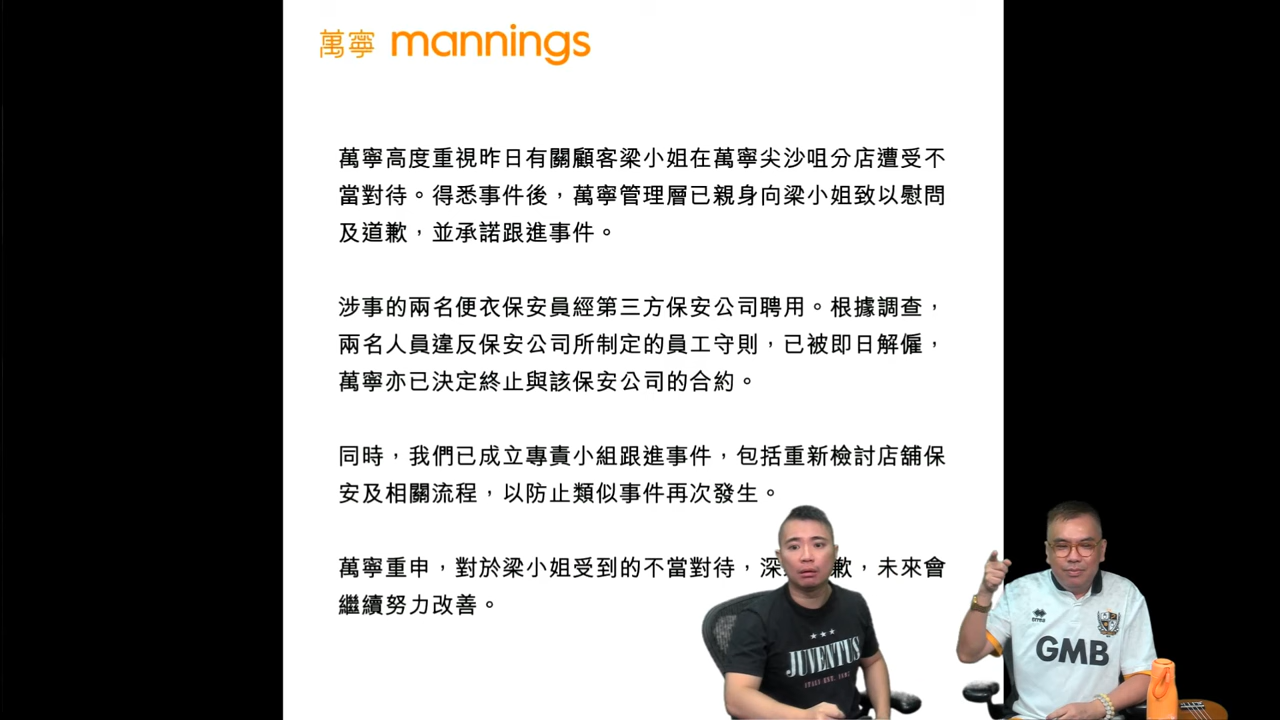 萬寧 mannings
萬寧高度重視昨日有關顧客梁小姐在萬寧尖沙咀分店遭受不
當對待。得悉事件後，萬寧管理層已親身向梁小姐致以慰問
及道歉，並承諾跟進事件。
涉事的兩名便衣保安員經第三方保安公司聘用。根據調查，
兩名人員違反保安公司所制定的員工守則，已被即日解僱，
萬寧亦已決定終止與該保安公司的合約。
同時，我們已成立專責小組跟進事件，包括重新檢討店舖保
安及相關流程，以防止類似事件再次發生。
萬寧重申，對於梁小姐受到的不當對待，深歉，未來會
繼續努力改善。
JUVENTUS
GMB